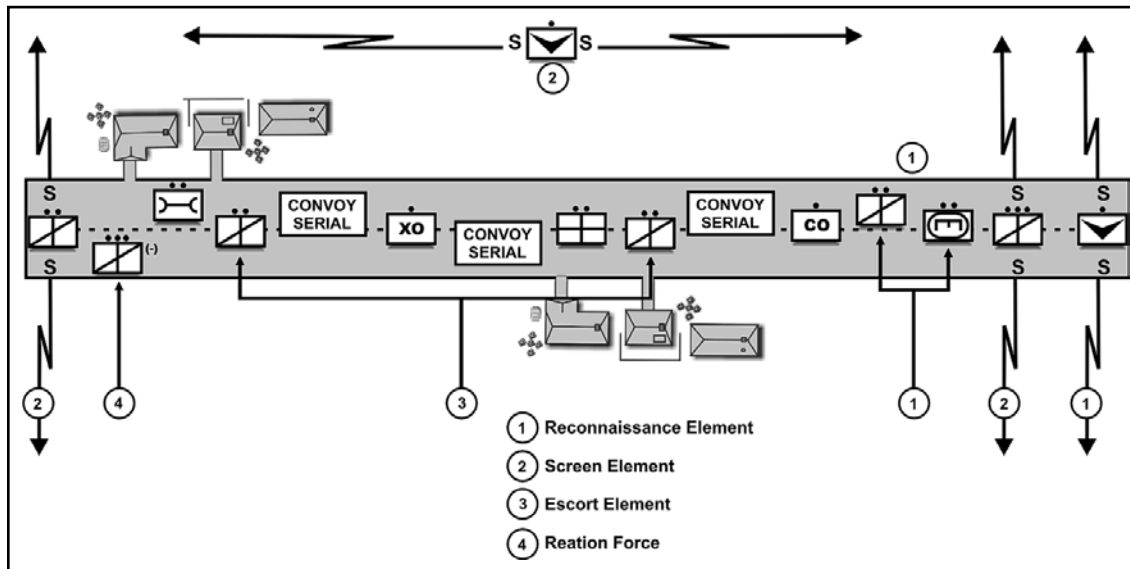 S S
2
1
S S S
CONVOY
SERIAL
XO
CONVOY
SERIAL
CONVOY
SERIAL
CO
E
(-)
S S S
2
4
3
1
2
1
1 Reconnaissance Element
2 Screen Element
3 Escort Element
4 Reation Force